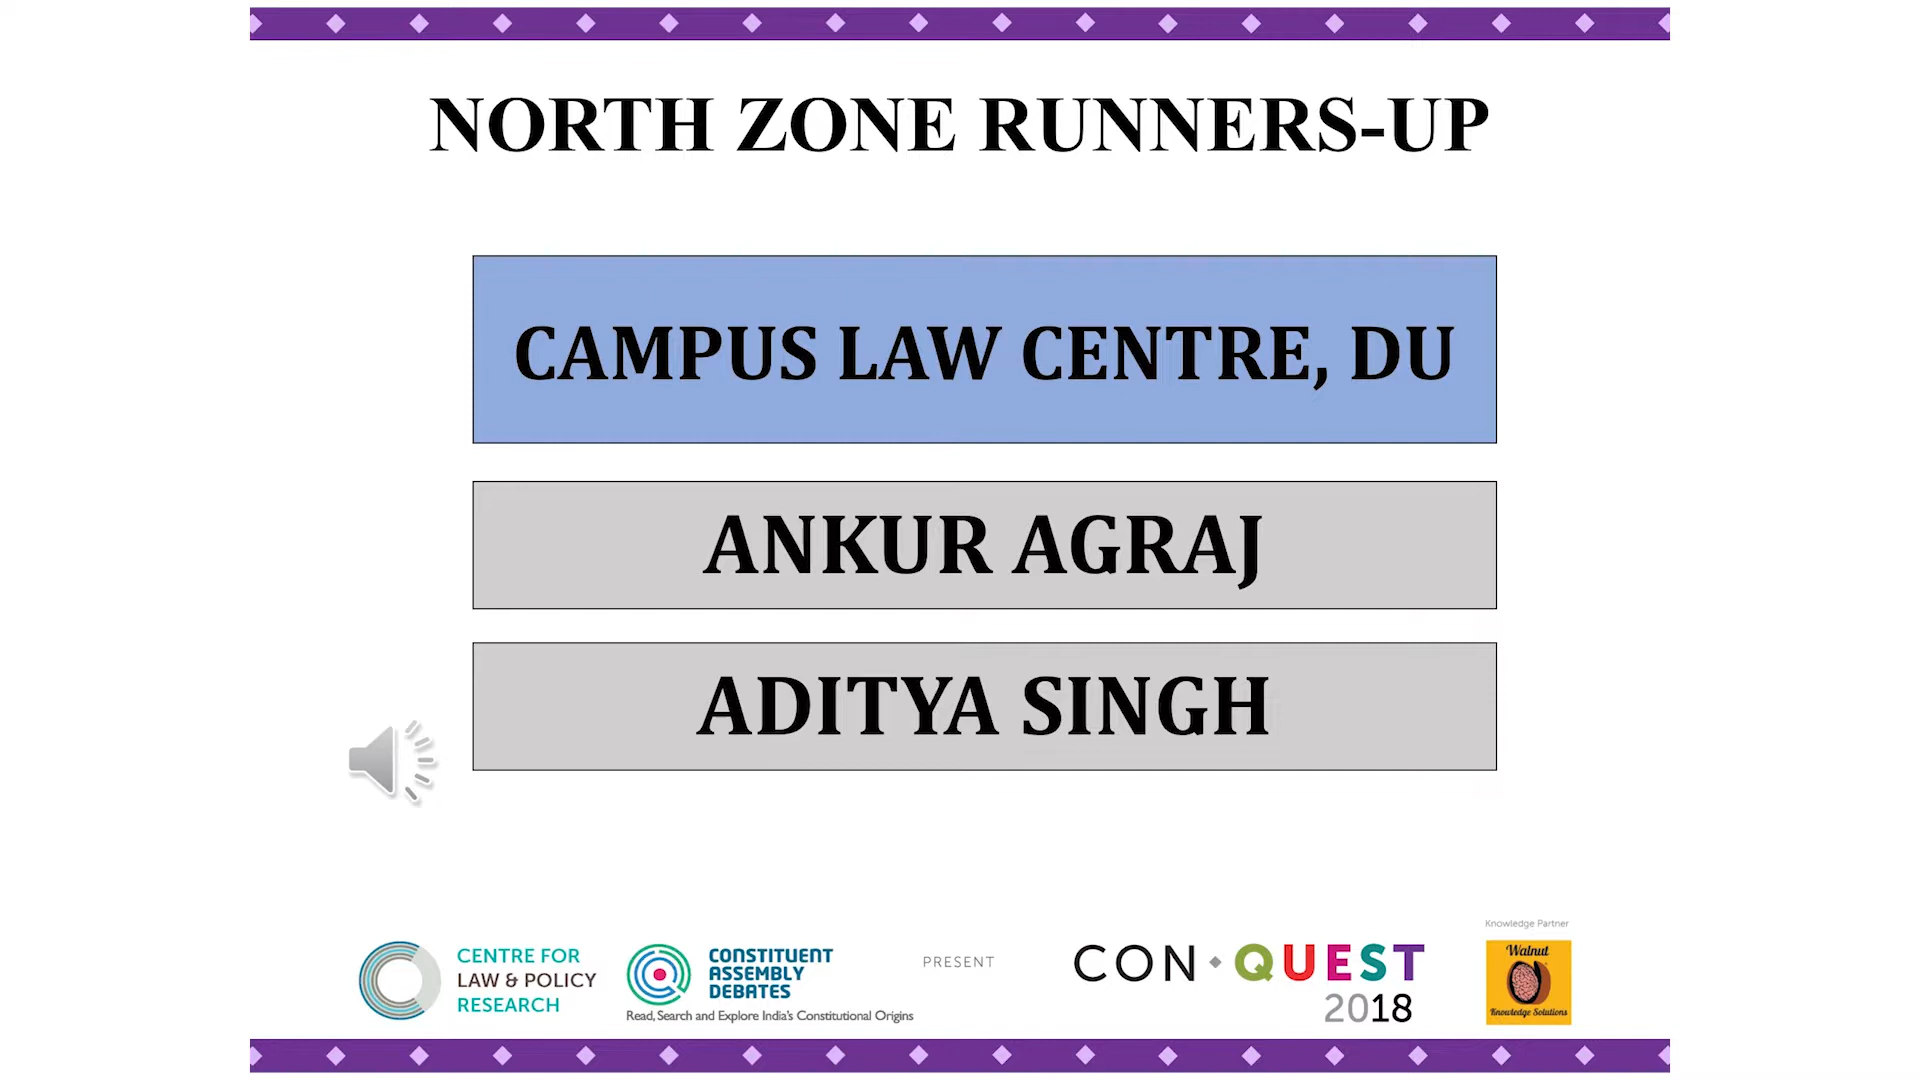 NORTH ZONE RUNNERS-UP
CAMPUS LAW CENTRE, DU
ANKUR AGRAJ
ADITYA SINGH
CENTRE FOR
LAW & POLICY
RESEARCH
CONSTITUENT
ASSEMBLY
DEBATES
Read, Search and Explore India's Constitutional Origins
PRESENT
CON QUEST
2018
Knowledge Partner
Walnut
Knowledge Solutions